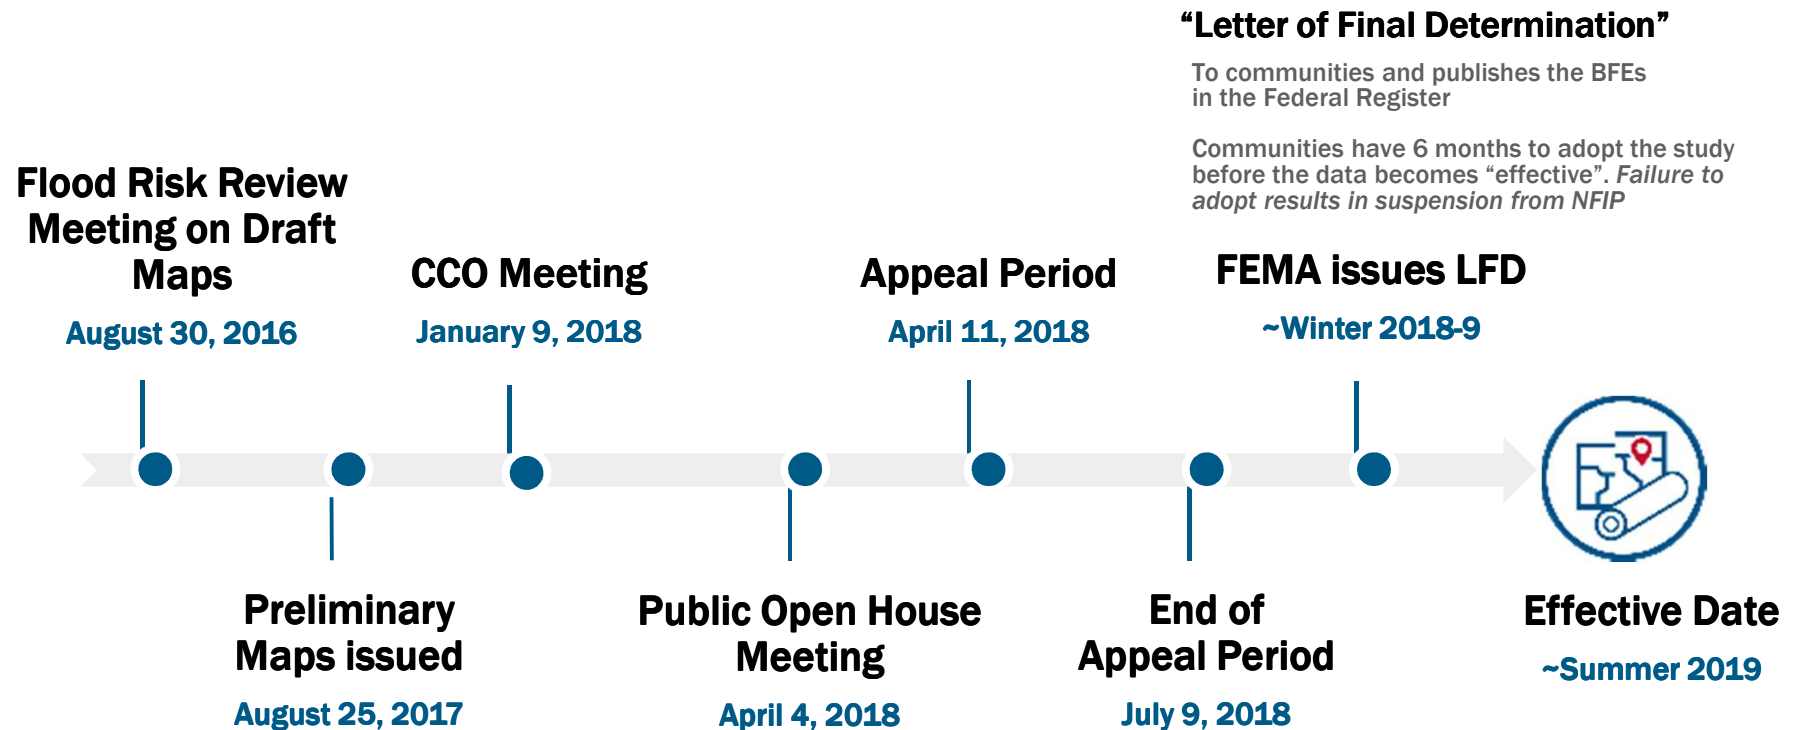 “Letter of Final Determination”
To communities and publishes the BFEs
in the Federal Register
Communities have 6 months to adopt the study
before the data becomes “effective”. Failure to
adopt results in suspension from NFIP
Flood Risk Review
Meeting on Draft
Maps
August 30, 2016
CCO Meeting
January 9, 2018
Appeal Period
April 11, 2018
FEMA issues LFD
~Winter 2018-9
Preliminary
Maps issued
August 25, 2017
Public Open House
Meeting
April 4, 2018
End of
Appeal Period
July 9, 2018
Effective Date
~Summer 2019